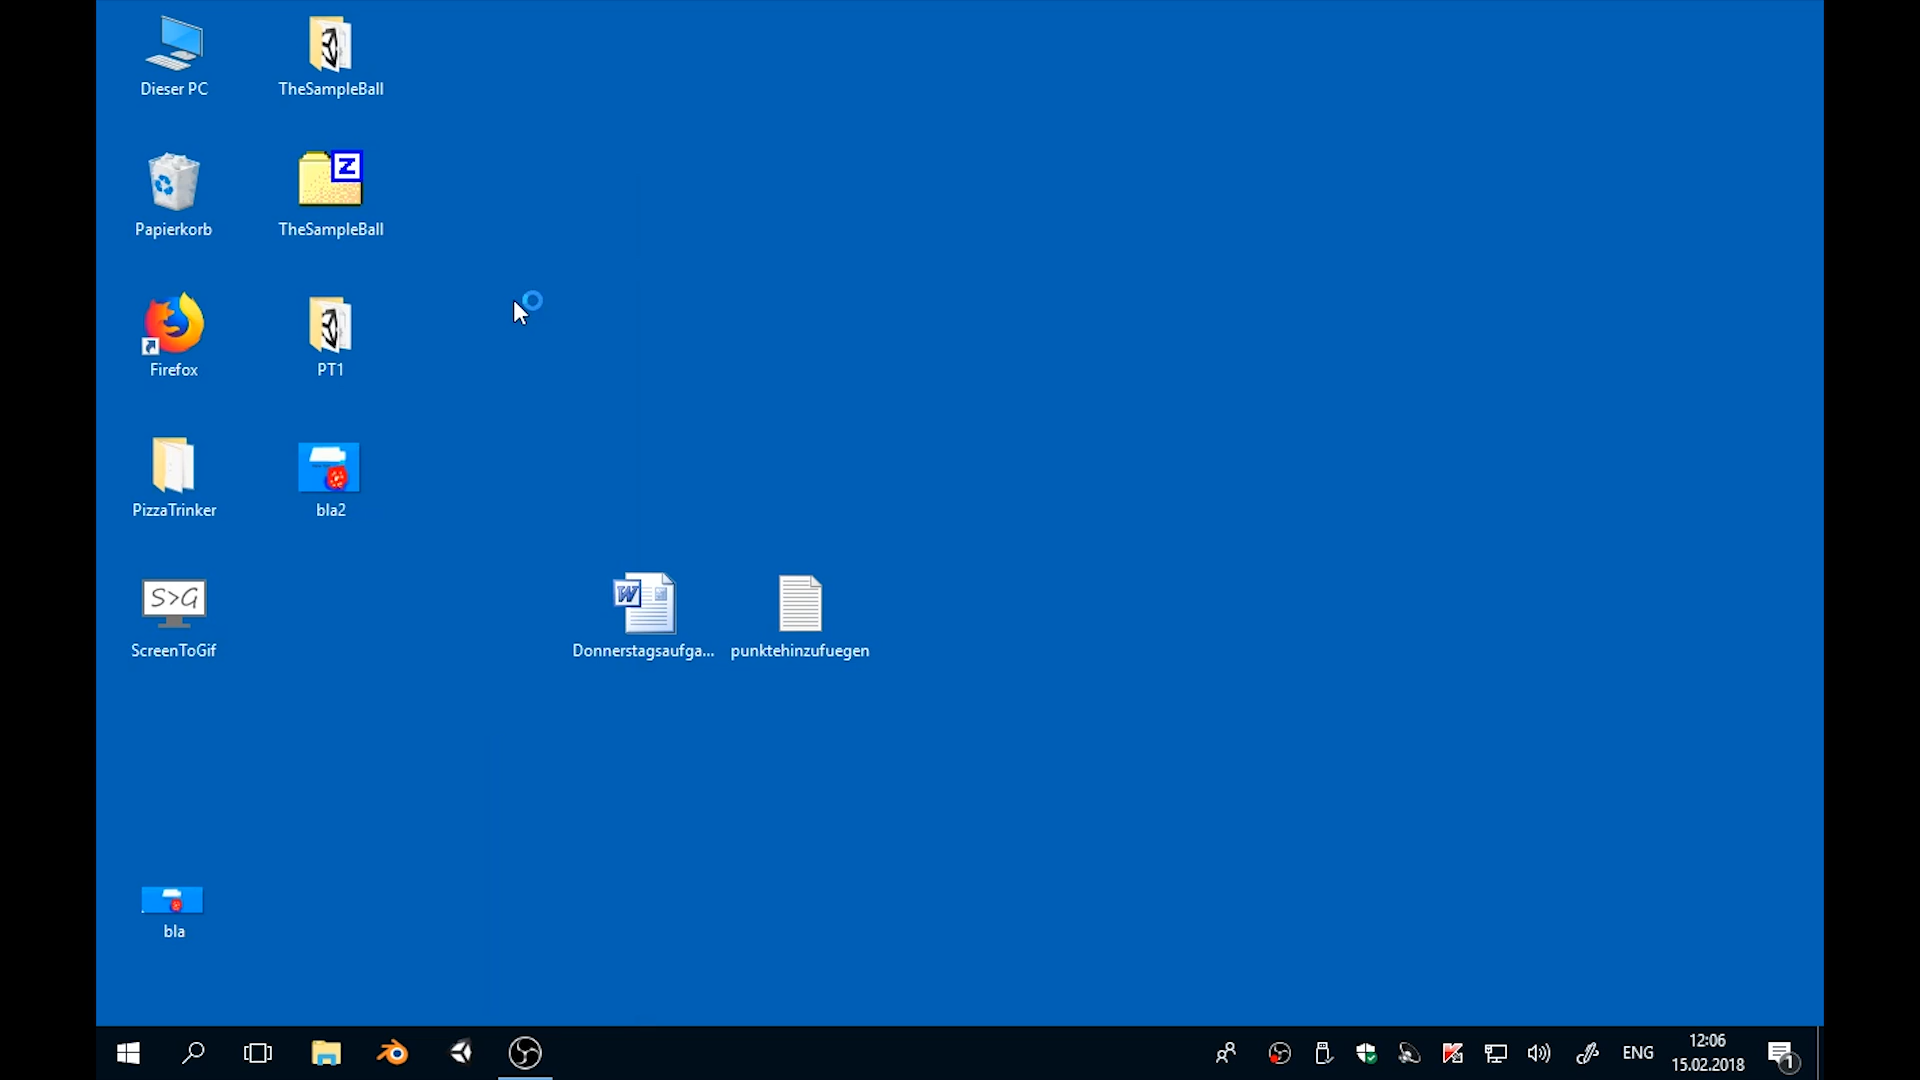 Dieser PC
TheSampleBall
Papierkorb
Z
TheSampleBall
Firefox
PT1
PizzaTrinker
bla2
S>G
ScreenToGif
W
Donnerstagsaufga...
punktehinzufuegen
bla
ENG
12:06
15.02.2018
1